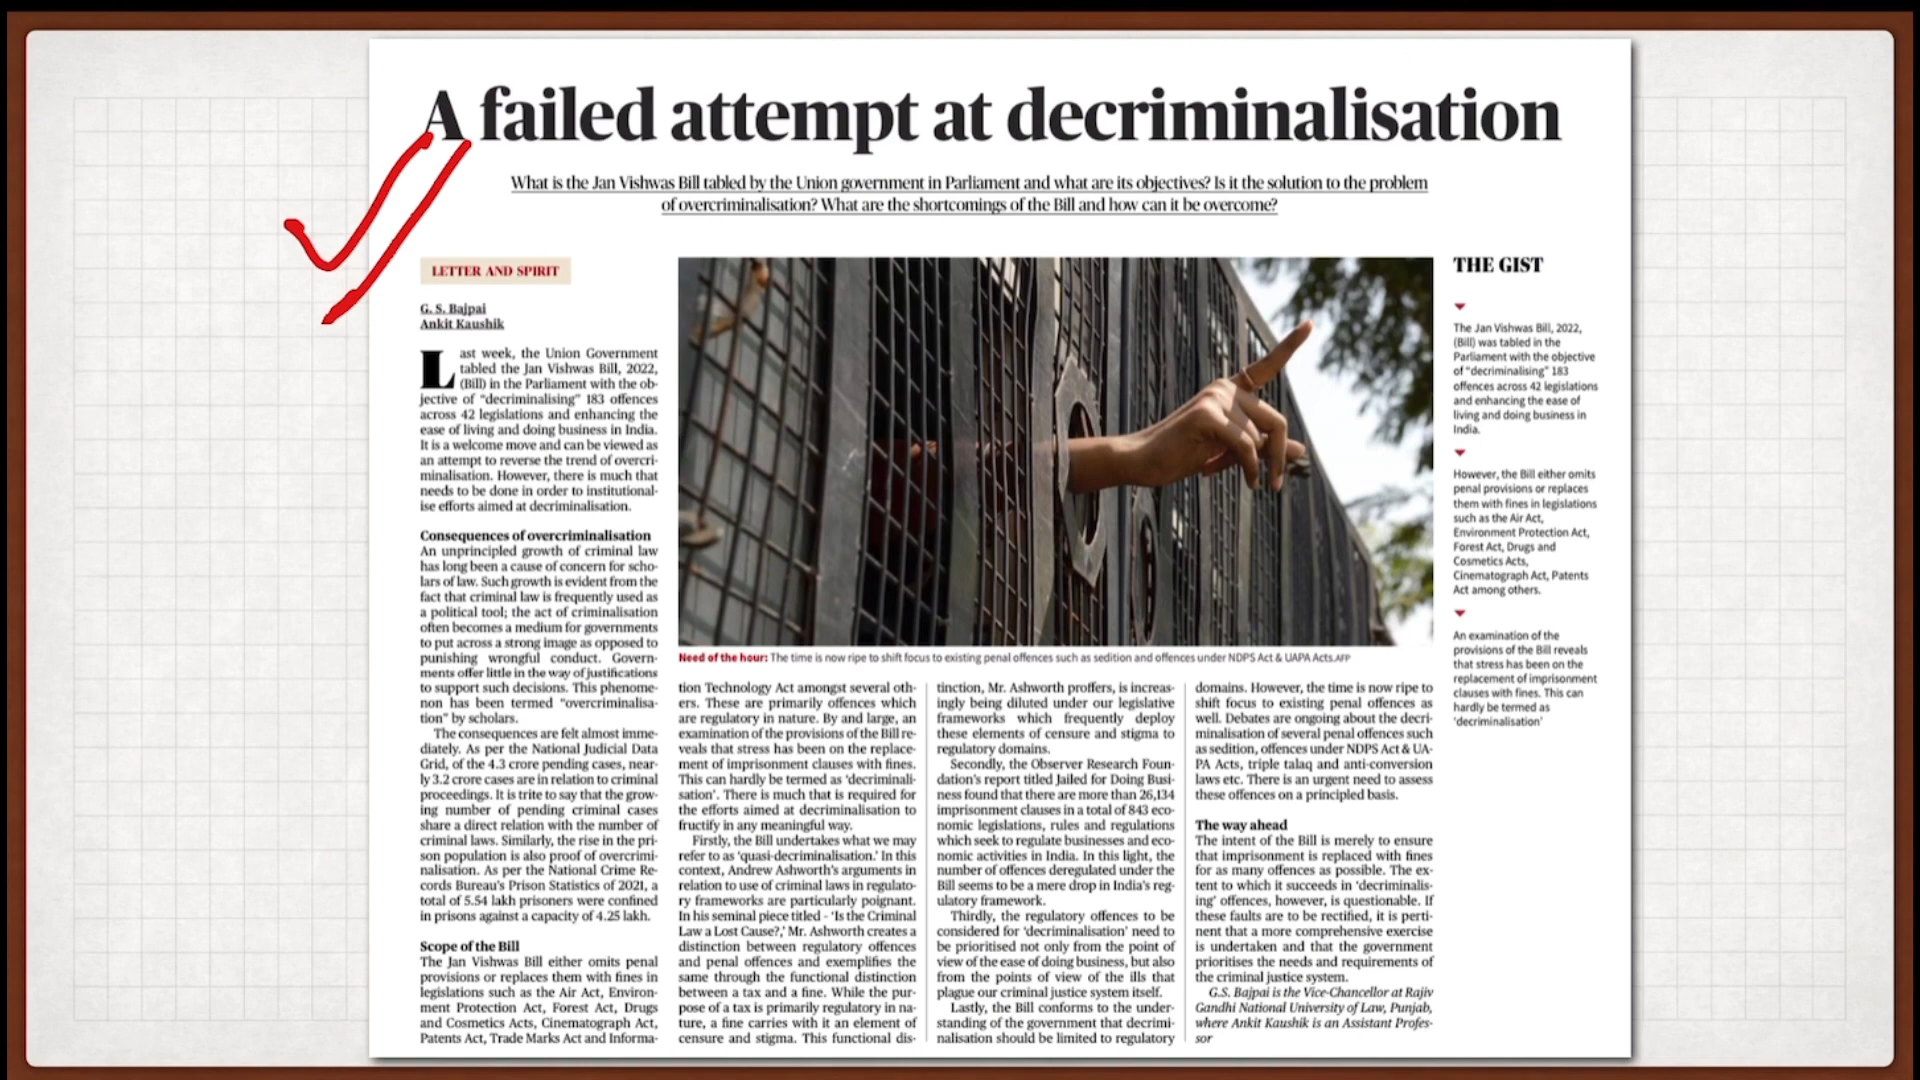 A failed attempt at decriminalisation
What is the Jan Vishwas Bill tabled by the Union government in Parliament and what are its objectives? Is it the solution to the problem
of overcriminalisation? What are the shortcomings of the Bill and how can it be overcome?
LETTER AND SPIRIT
G. S. Bajpai
Ankit Kaushik
Last week, the Union Government
tabled the Jan Vishwas Bill, 2022,
(Bill) in the Parliament with the ob-
jective of “decriminalising” 183 offences
across 42 legislations and enhancing the
ease of living and doing business in India.
It is a welcome move and can be viewed as
an attempt to reverse the trend of overcri-
minalisation. However, there is much that
needs to be done in order to institutional-
ise efforts aimed at decriminalisation.
Consequences of overcriminalisation
An unprincipled growth of criminal law
has long been a cause of concern for scho-
lars of law. Such growth is evident from the
fact that criminal law is frequently used as
a political tool; the act of criminalisation
often becomes a medium for governments
to put across a strong image as opposed to
punishing wrongful conduct. Govern-
ments offer little in the way of justifications
to support such decisions. This phenome-
non has been termed “overcriminalisa-
tion” by scholars.
The consequences are felt almost imme-
diately. As per the National Judicial Data
Grid, of the 4.3 crore pending cases, near-
ly 3.2 crore cases are in relation to criminal
proceedings. It is trite to say that the grow-
ing number of pending criminal cases
share a direct relation with the number of
criminal laws. Similarly, the rise in the pri-
son population is also proof of overcrimi-
nalisation. As per the National Crime Re-
cords Bureau’s Prison Statistics of 2021, a
total of 5.54 lakh prisoners were confined
in prisons against a capacity of 4.25 lakh.
Scope of the Bill
The Jan Vishwas Bill either omits penal
provisions or replaces them with fines in
legislations such as the Air Act, Environ-
ment Protection Act, Forest Act, Drugs
and Cosmetics Acts, Cinematograph Act,
Patents Act, Trade Marks Act and Informa-
Need of the hour: The time is now ripe to shift focus to existing penal offences such as sedition and offences under NDPS Act & UAPA Acts. AFP
tion Technology Act amongst several oth-
ers. These are primarily offences which
are regulatory in nature. By and large, an
examination of the provisions of the Bill re-
veals that stress has been on the replace-
ment of imprisonment clauses with fines.
This can hardly be termed as ‘decriminali-
sation’. There is much that is required for
the efforts aimed at decriminalisation to
fructify in any meaningful way.
Firstly, the Bill undertakes what we may
refer to as ‘quasi-decriminalisation.’ In this
context, Andrew Ashworth’s arguments in
relation to use of criminal laws in regulato-
ry frameworks are particularly poignant.
In his seminal piece titled - ‘Is the Criminal
Law a Lost Cause?,’ Mr. Ashworth creates a
distinction between regulatory offences
and penal offences and exemplifies the
same through the functional distinction
between a tax and a fine. While the pur-
pose of a tax is primarily regulatory in na-
ture, a fine carries with it an element of
censure and stigma. This functional dis-
tinction, Mr. Ashworth proffers, is increas-
ingly being diluted under our legislative
frameworks which frequently deploy
these elements of censure and stigma to
regulatory domains.
Secondly, the Observer Research Foun-
dation’s report titled Jailed for Doing Busi-
ness found that there are more than 26,134
imprisonment clauses in a total of 843 eco-
nomic legislations, rules and regulations
which seek to regulate businesses and eco-
nomic activities in India. In this light, the
number of offences deregulated under the
Bill seems to be a mere drop in India’s reg-
ulatory framework.
Thirdly, the regulatory offences to be
considered for ‘decriminalisation’ need to
be prioritised not only from the point of
view of the ease of doing business, but also
from the points of view of the ills that
plague our criminal justice system itself.
Lastly, the Bill conforms to the under-
standing of the government that decrimi-
nalisation should be limited to regulatory
domains. However, the time is now ripe to
shift focus to existing penal offences as
well. Debates are ongoing about the decri-
minalisation of several penal offences such
as sedition, offences under NDPS Act & UA-
PA Acts, triple talaq and anti-conversion
laws etc. There is an urgent need to assess
these offences on a principled basis.
The way ahead
The intent of the Bill is merely to ensure
that imprisonment is replaced with fines
for as many offences as possible. The ex-
tent to which it succeeds in ‘decriminalis-
ing’ offences, however, is questionable. If
these faults are to be rectified, it is perti-
nent that a more comprehensive exercise
is undertaken and that the government
prioritises the needs and requirements of
the criminal justice system.
G.S. Bajpai is the Vice-Chancellor at Rajiv
Gandhi National University of Law, Punjab,
where Ankit Kaushik is an Assistant Profes-
sor
THE GIST
The Jan Vishwas Bill, 2022,
(Bill) was tabled in the
Parliament with the objective
of “decriminalising” 183
offences across 42 legislations
and enhancing the ease of
living and doing business in
India.
However, the Bill either omits
penal provisions or replaces
them with fines in legislations
such as the Air Act,
Environment Protection Act,
Forest Act, Drugs and
Cosmetics Acts,
Cinematograph Act, Patents
Act among others.
An examination of the
provisions of the Bill reveals
that stress has been on the
replacement of imprisonment
clauses with fines. This can
hardly be termed as
‘decriminalisation’